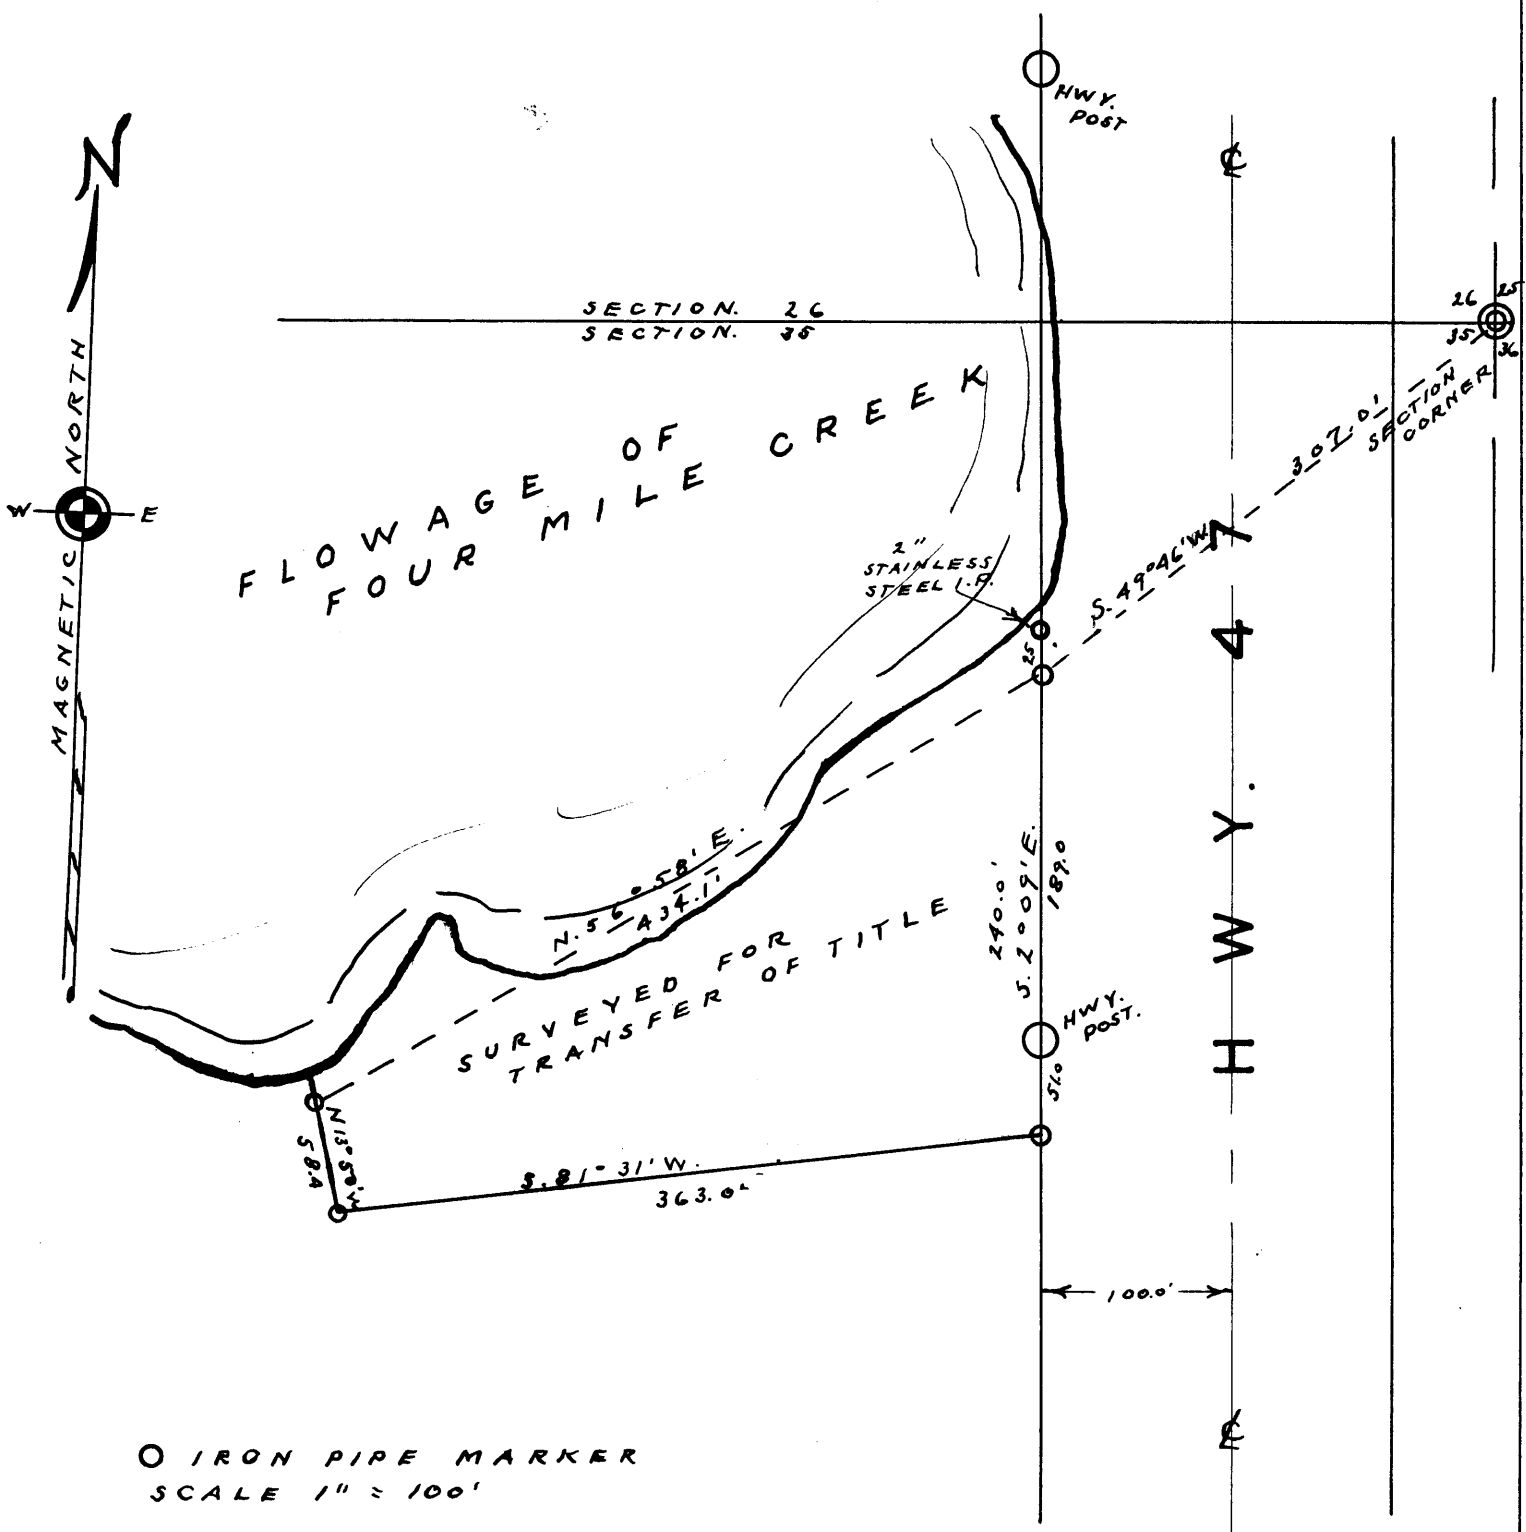 HWY.
POST
N
℄
SECTION. 26
SECTION. 35
26 25
35 36
SECTION
CORNER
307.01
S. 49°46'W.
MAGNETIC NORTH
W E
FLOWAGE OF
FOUR MILE CREEK
2"
STAINLESS
STEEL I.P.
25'
HWY. 47
N. 56°58' E.
434.1'
240.0'
S. 2°09'E.
189.0
SURVEYED FOR
TRANSFER OF TITLE
HWY.
POST.
51.0
N 13°58'W
58.4
S. 81° 31' W.
363.0
100.0'
℄
O IRON PIPE MARKER
SCALE 1" = 100'